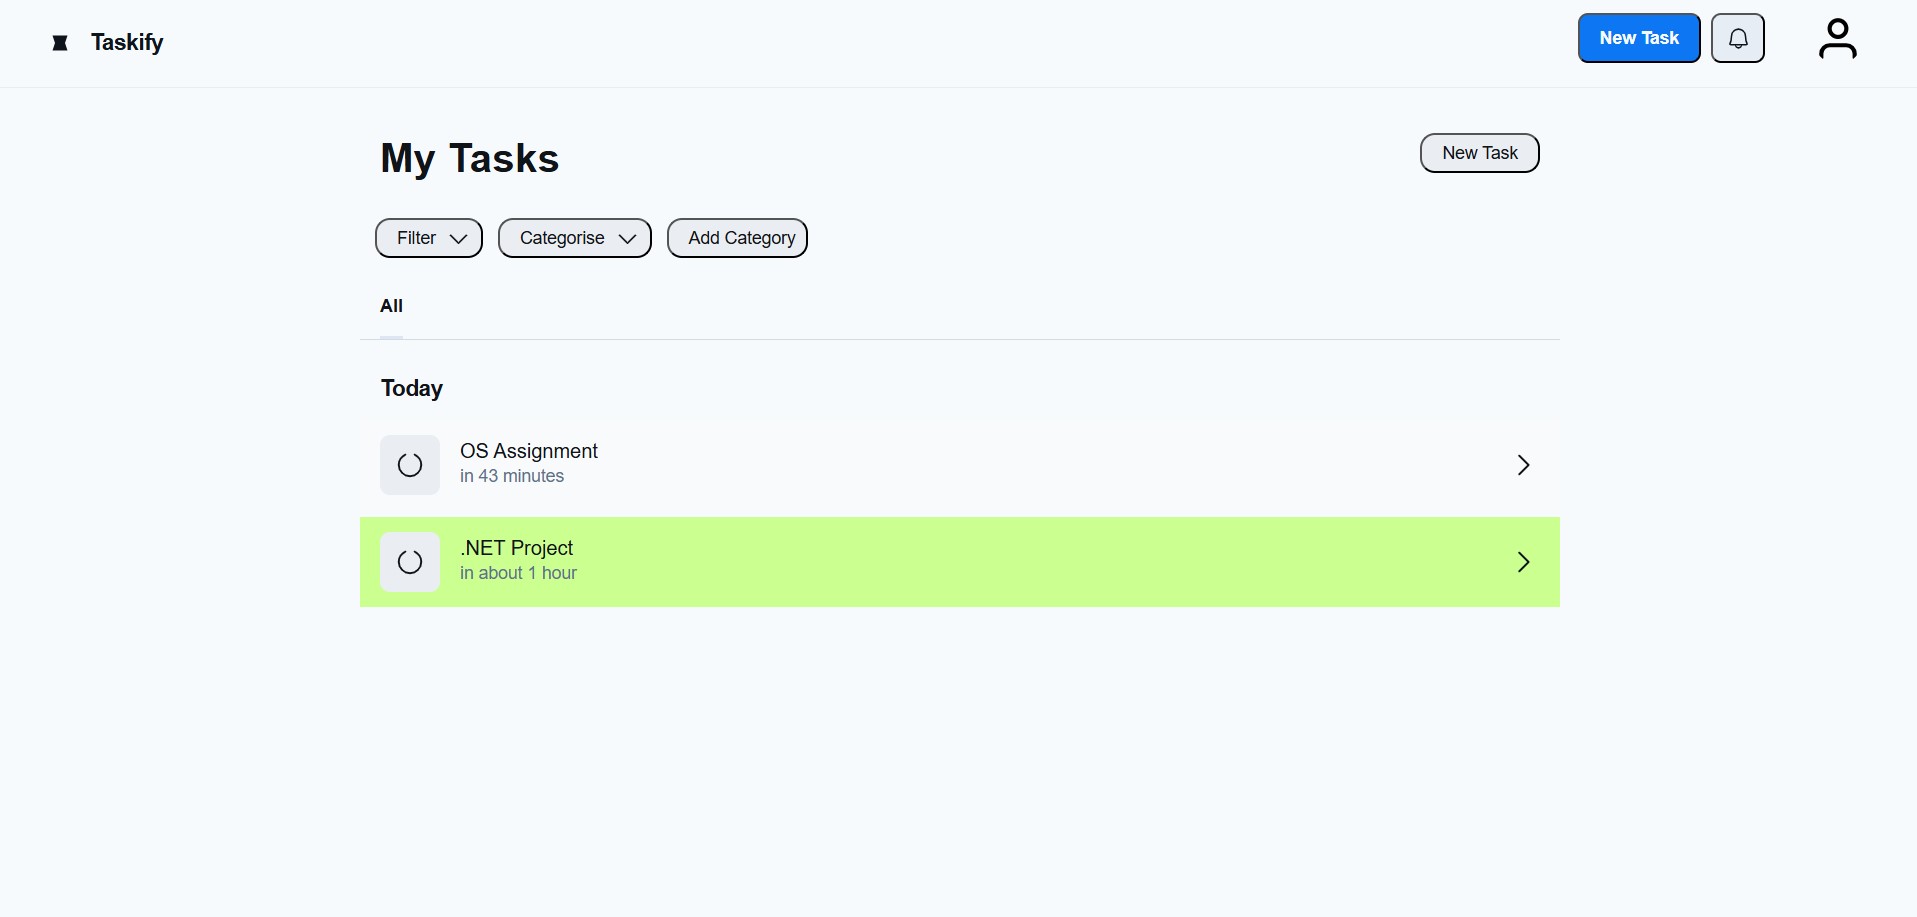 Taskify
New Task
My Tasks
New Task
Filter
Categorise
Add Category
All
Today
OS Assignment
in 43 minutes
.NET Project
in about 1 hour